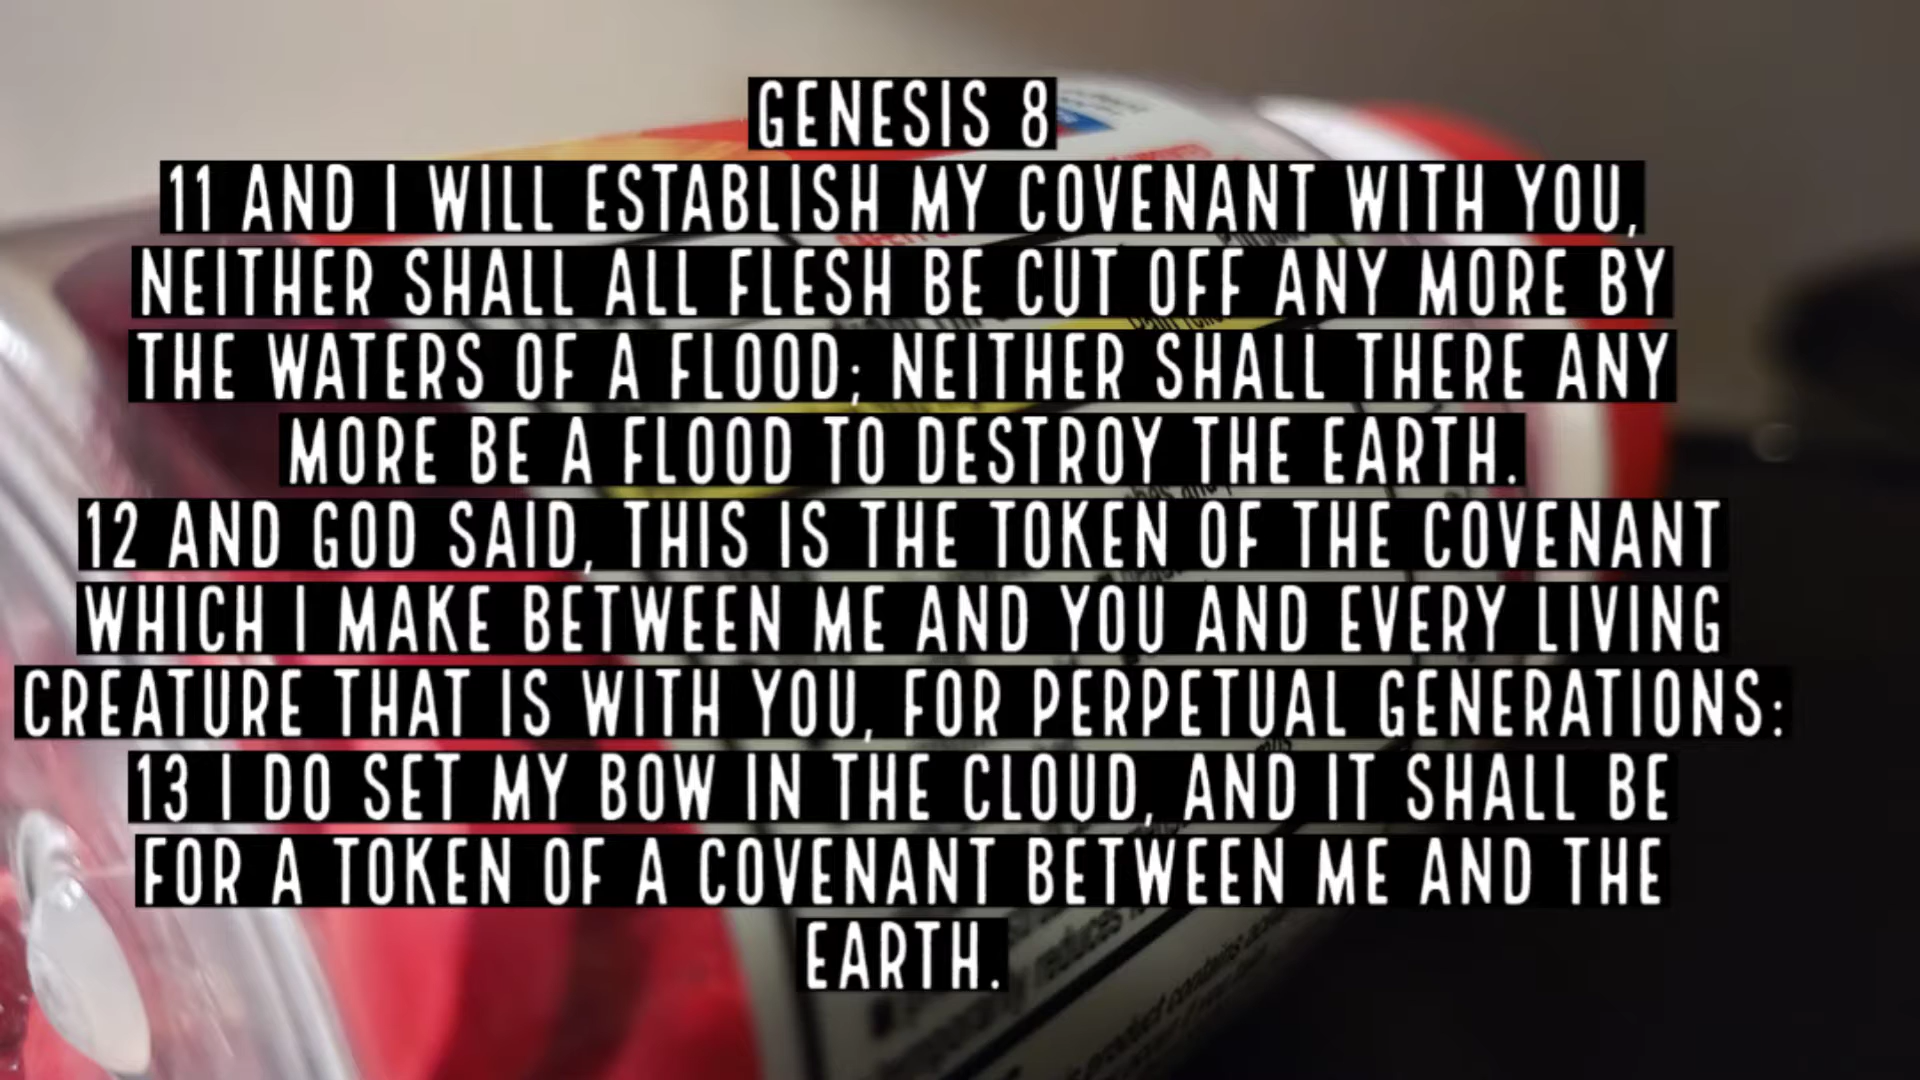 GENESIS 8
11 AND I WILL ESTABLISH MY COVENANT WITH YOU,
NEITHER SHALL ALL FLESH BE CUT OFF ANY MORE BY
THE WATERS OF A FLOOD; NEITHER SHALL THERE ANY
MORE BE A FLOOD TO DESTROY THE EARTH.
12 AND GOD SAID, THIS IS THE TOKEN OF THE COVENANT
WHICH I MAKE BETWEEN ME AND YOU AND EVERY LIVING
CREATURE THAT IS WITH YOU, FOR PERPETUAL GENERATIONS:
13 I DO SET MY BOW IN THE CLOUD, AND IT SHALL BE
FOR A TOKEN OF A COVENANT BETWEEN ME AND THE
EARTH.
reduces
product contains